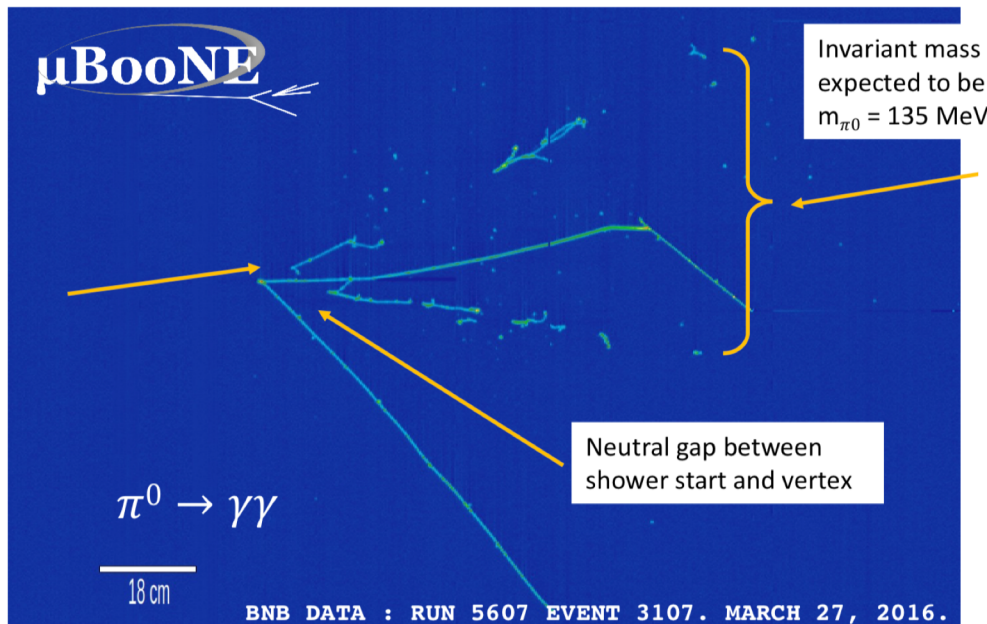 µBooNE
Invariant mass
expected to be
m_π0 = 135 MeV
Neutral gap between
shower start and vertex
π⁰ → γγ
18 cm
BNB DATA : RUN 5607 EVENT 3107. MARCH 27, 2016.